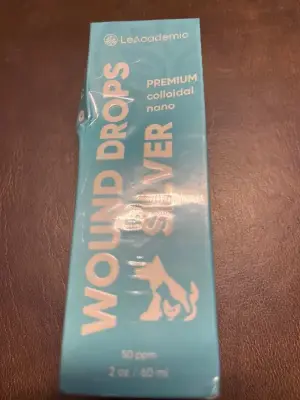 Leacademic
PREMIUM
colloidal
nano
WOUND DROPS
SILVER
50 ppm
2 oz / 60 ml